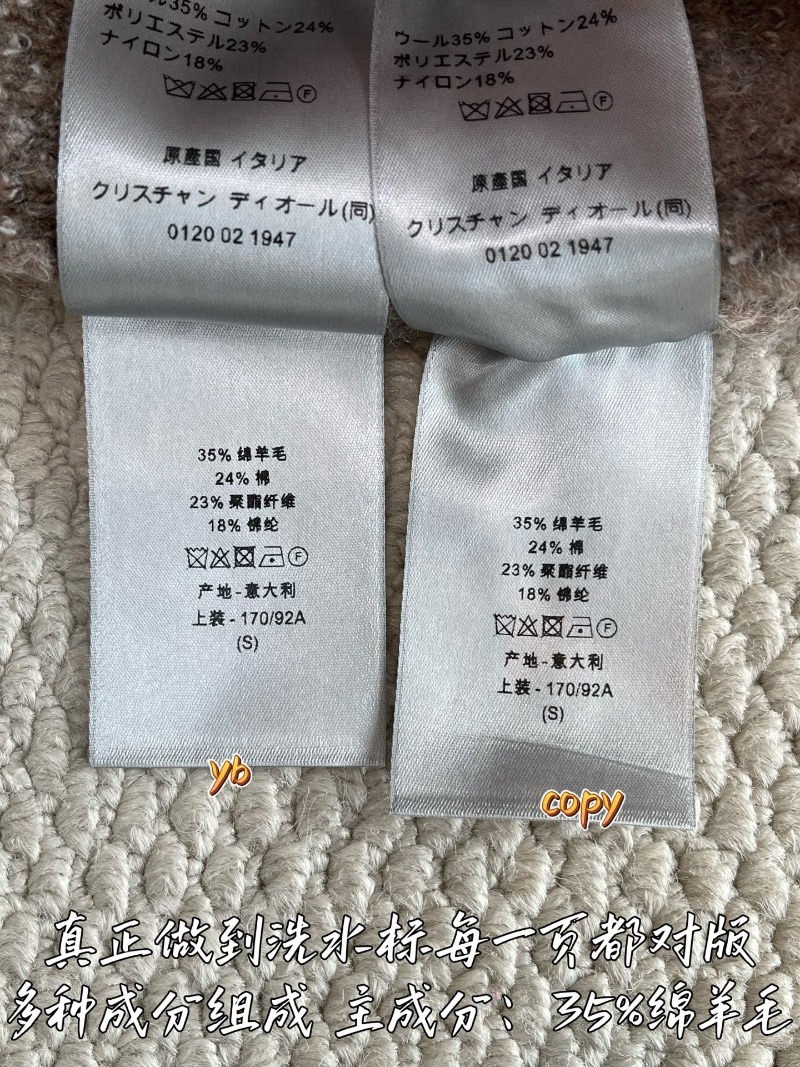 ル35% コットン24%
ポリエステル23%
ナイロン18%
原産国 イタリア
クリスチャン ディオール(同)
0120 02 1947
ウール35% コットン24%
ポリエステル23%
ナイロン18%
原産国 イタリア
クリスチャン ディオール(同)
0120 02 1947
35% 绵羊毛
24% 棉
23% 聚酯纤维
18% 锦纶
产地-意大利
上装 - 170/92A
(S)
yb
35% 绵羊毛
24% 棉
23% 聚酯纤维
18% 锦纶
产地-意大利
上装 - 170/92A
(S)
copy
真正做到洗水标每一页都对版
多种成分组成 主成分：35%绵羊毛